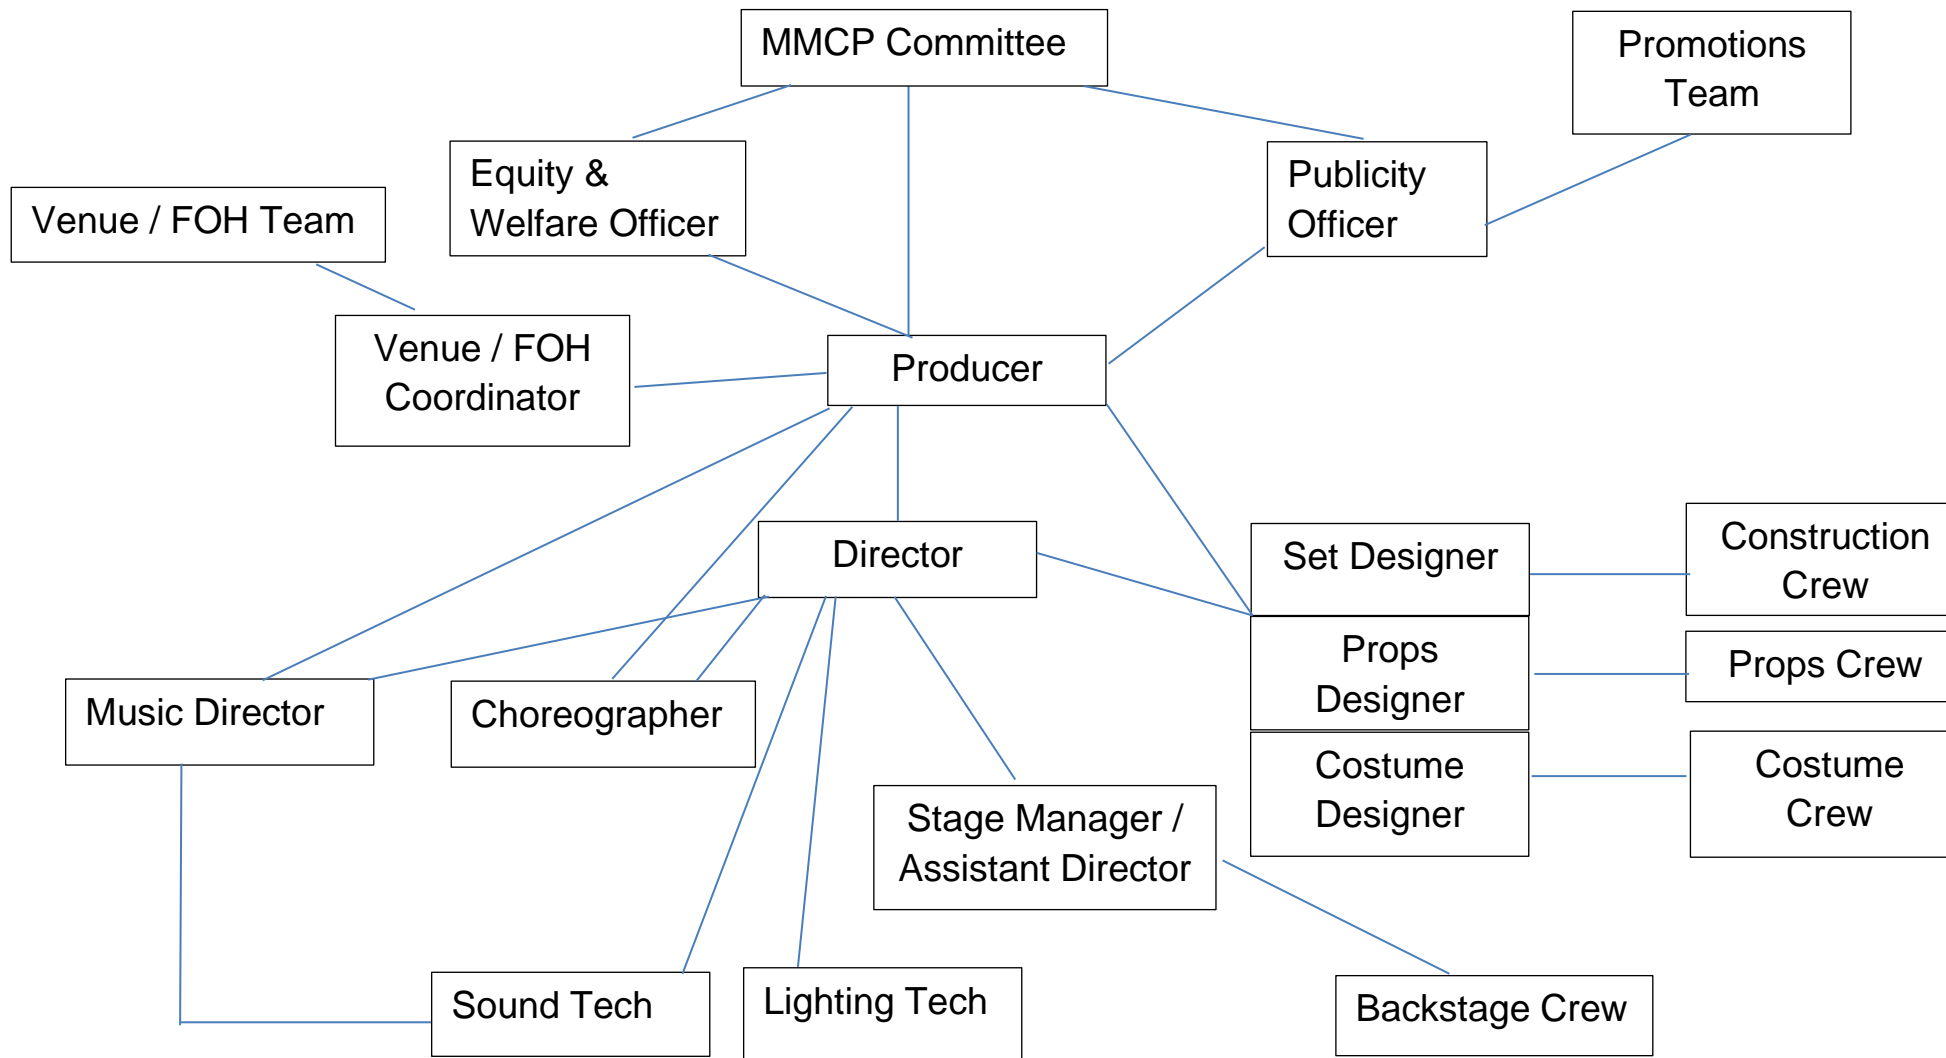 MMCP Committee
Promotions
Team
Equity &
Welfare Officer
Publicity
Officer
Venue / FOH Team
Venue / FOH
Coordinator
Producer
Director
Set Designer
Construction
Crew
Props
Designer
Props Crew
Music Director
Choreographer
Costume
Designer
Costume
Crew
Stage Manager /
Assistant Director
Sound Tech
Lighting Tech
Backstage Crew